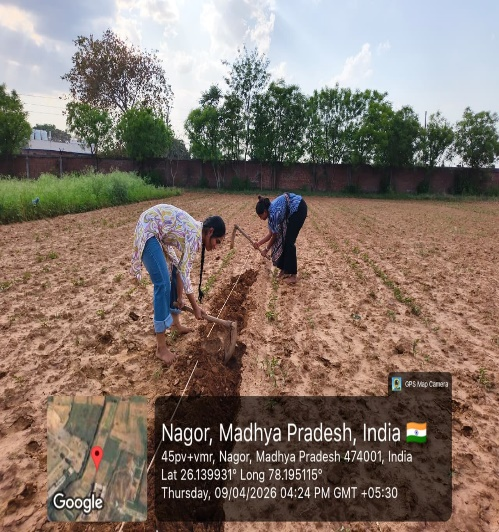 GPS Map Camera
Nagor, Madhya Pradesh, India 🇮🇳
45pv+vmr, Nagor, Madhya Pradesh 474001, India
Lat 26.139931° Long 78.195115°
Thursday, 09/04/2026 04:24 PM GMT +05:30
Google